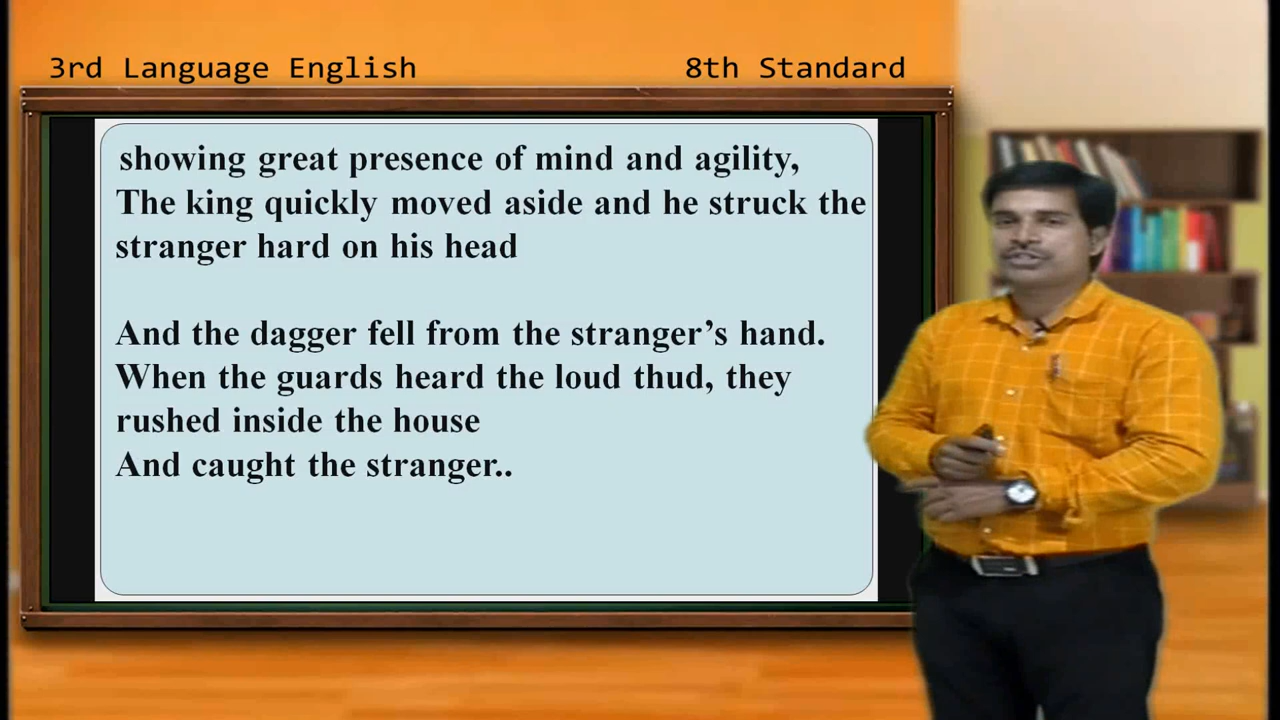 3rd Language English 8th Standard
showing great presence of mind and agility,
The king quickly moved aside and he struck the
stranger hard on his head
And the dagger fell from the stranger’s hand.
When the guards heard the loud thud, they
rushed inside the house
And caught the stranger..